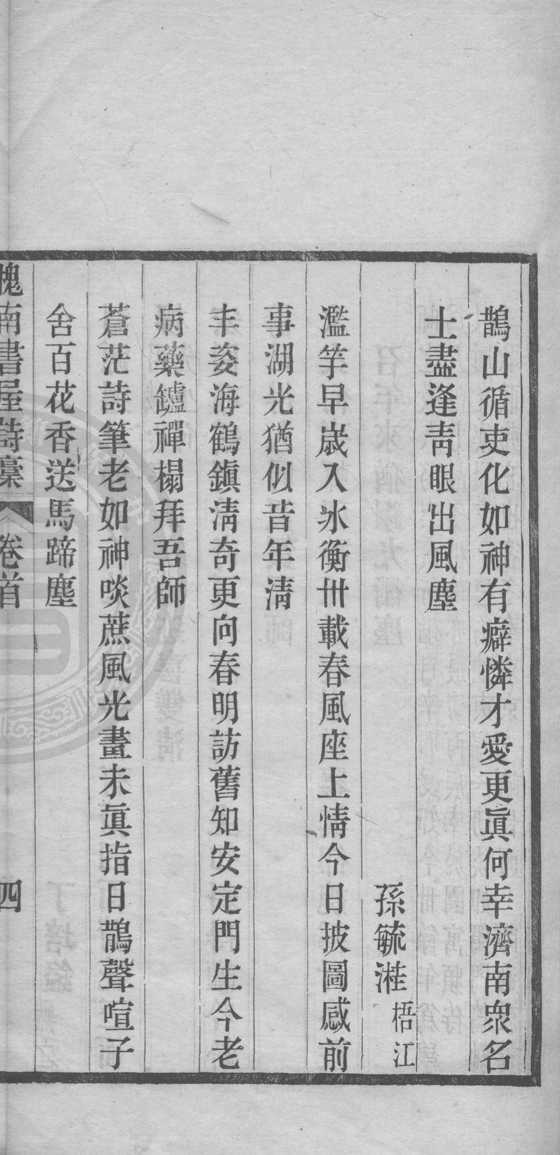 鵲山循吏化如神有癖憐才愛更眞何幸濟南衆名
士盡逢靑眼出風塵
孫毓漎梧江
濫竽早歲入氷衡卅載春風座上情今日披圖感前
事湖光猶似昔年淸
丰姿海鶴鎭淸奇更向春明訪舊知安定門生今老
病藥鑪禪榻拜吾師
蒼茫詩筆老如神啖蔗風光畫未眞指日鵲聲喧子
舍百花香送馬蹄塵
槐南書屋詩稾 卷首 四